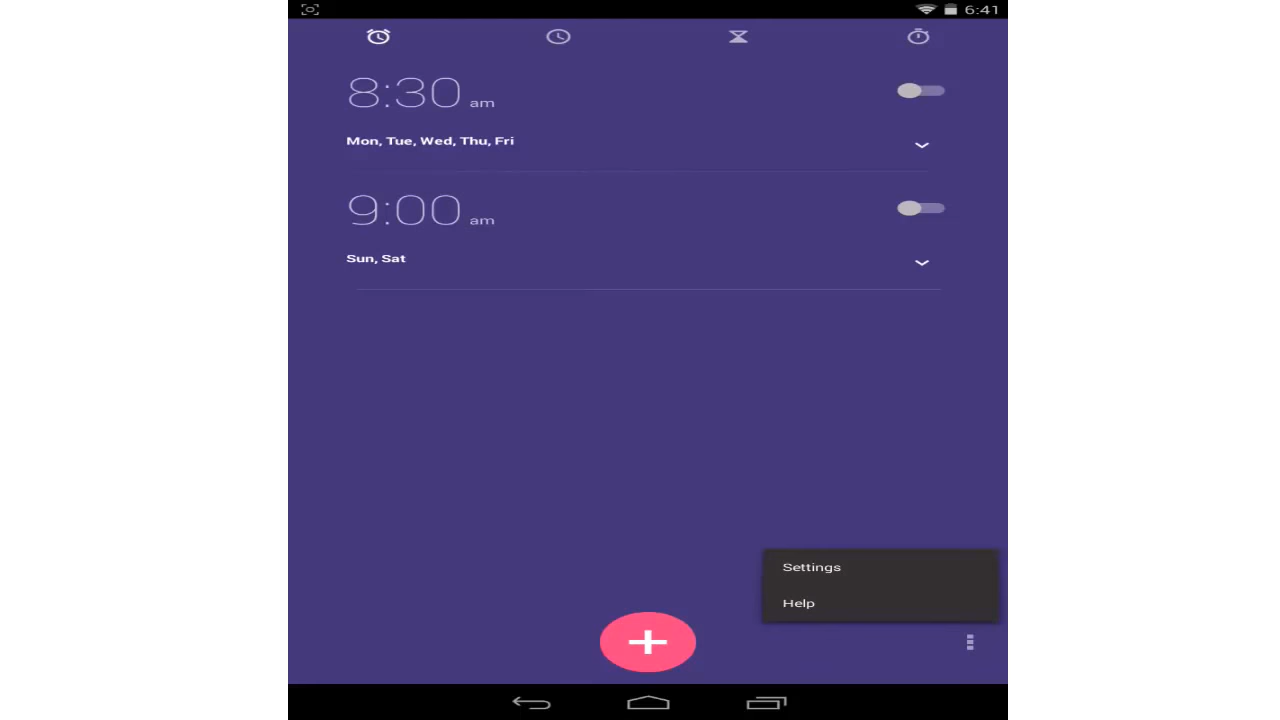 6:41
8:30 am
Mon, Tue, Wed, Thu, Fri
9:00 am
Sun, Sat
Settings
Help